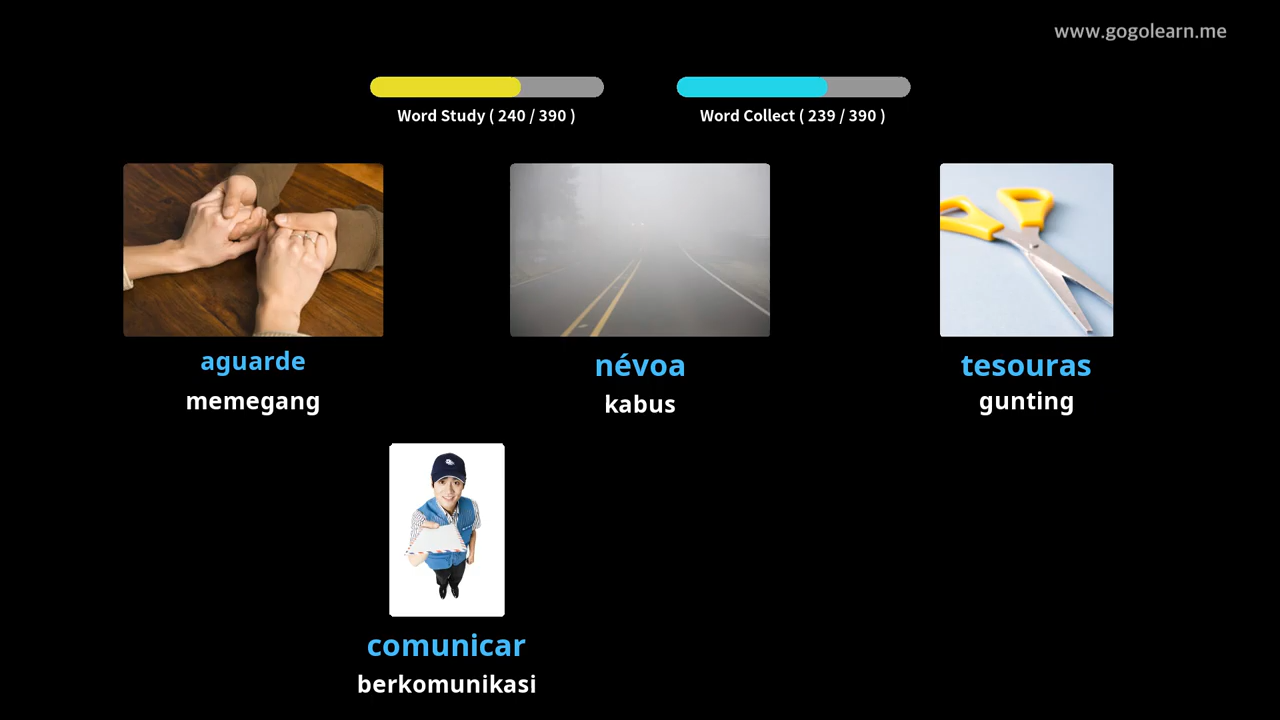 www.gogolearn.me
Word Study ( 240 / 390 )
Word Collect ( 239 / 390 )
aguarde
névoa
tesouras
memegang
kabus
gunting
comunicar
berkomunikasi